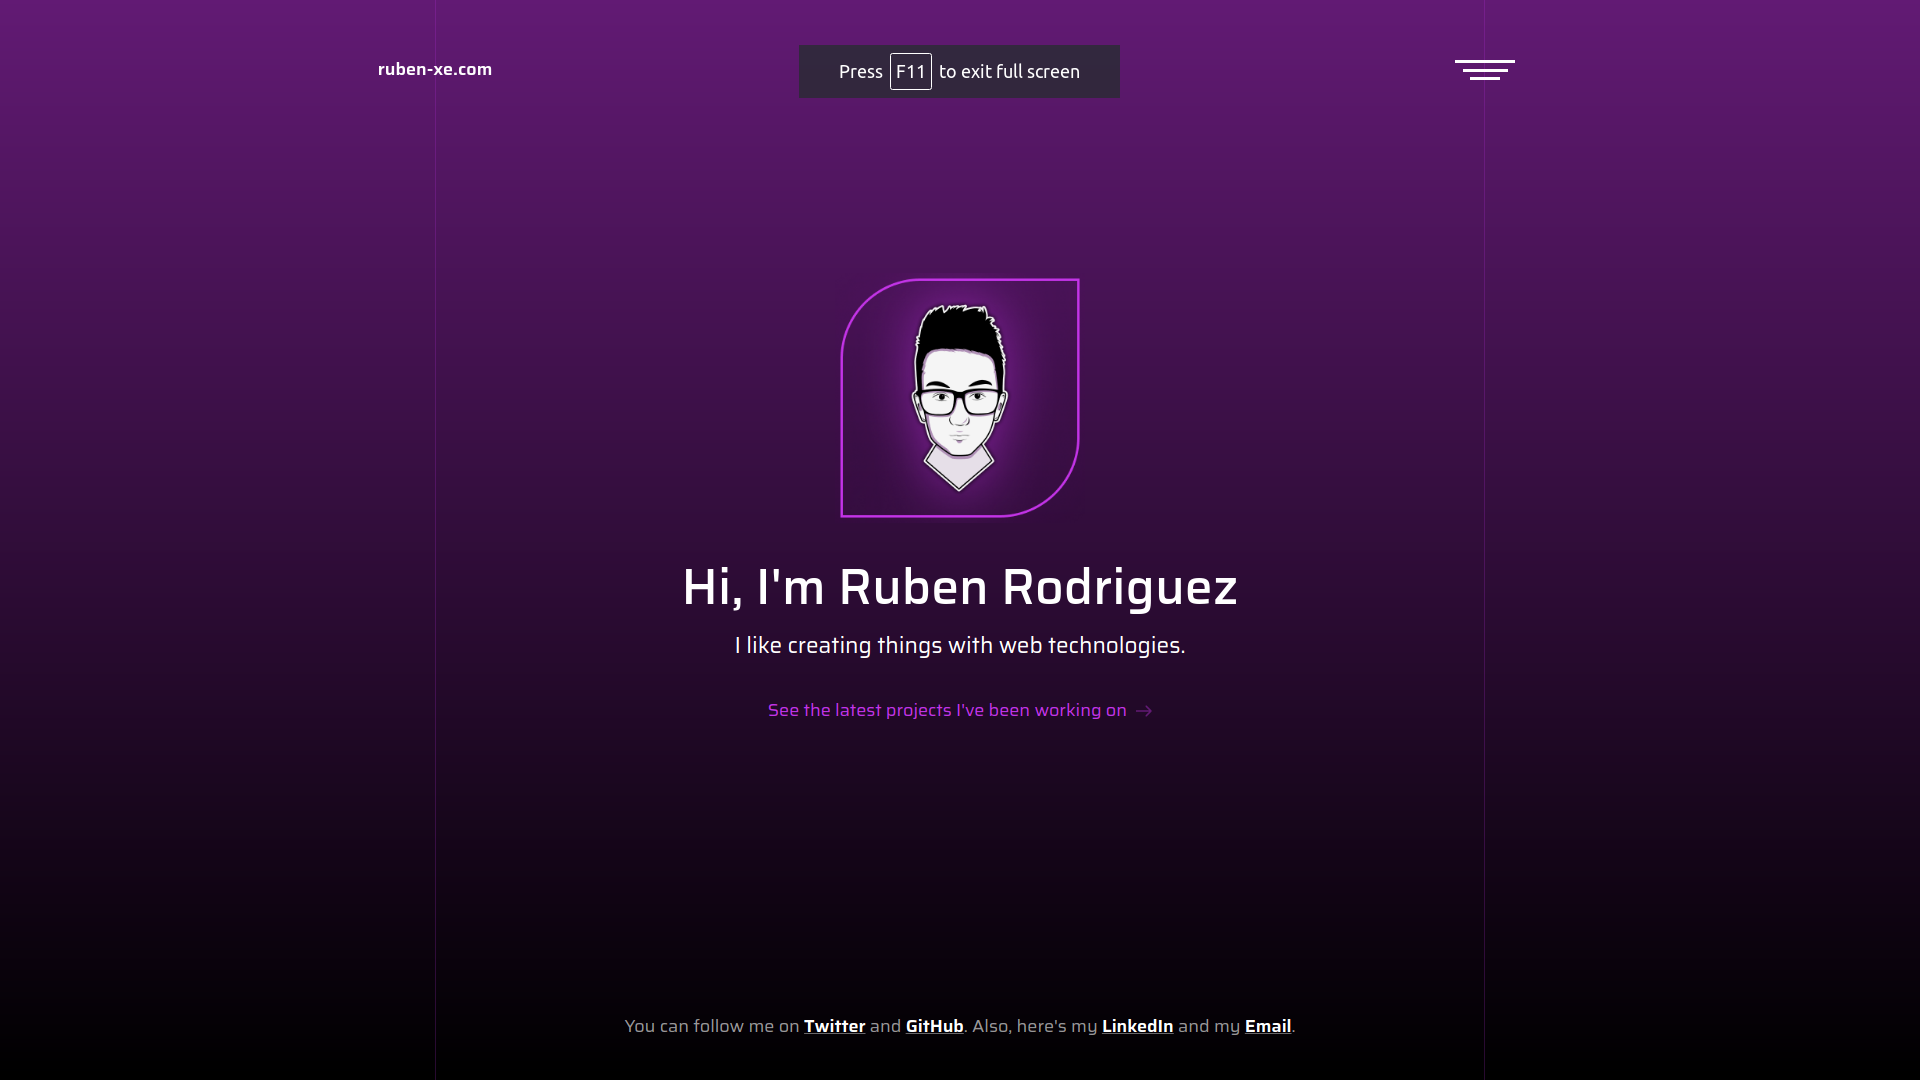 ruben-xe.com
Press F11 to exit full screen
Hi, I'm Ruben Rodriguez
I like creating things with web technologies.
See the latest projects I've been working on →
You can follow me on Twitter and GitHub. Also, here's my LinkedIn and my Email.